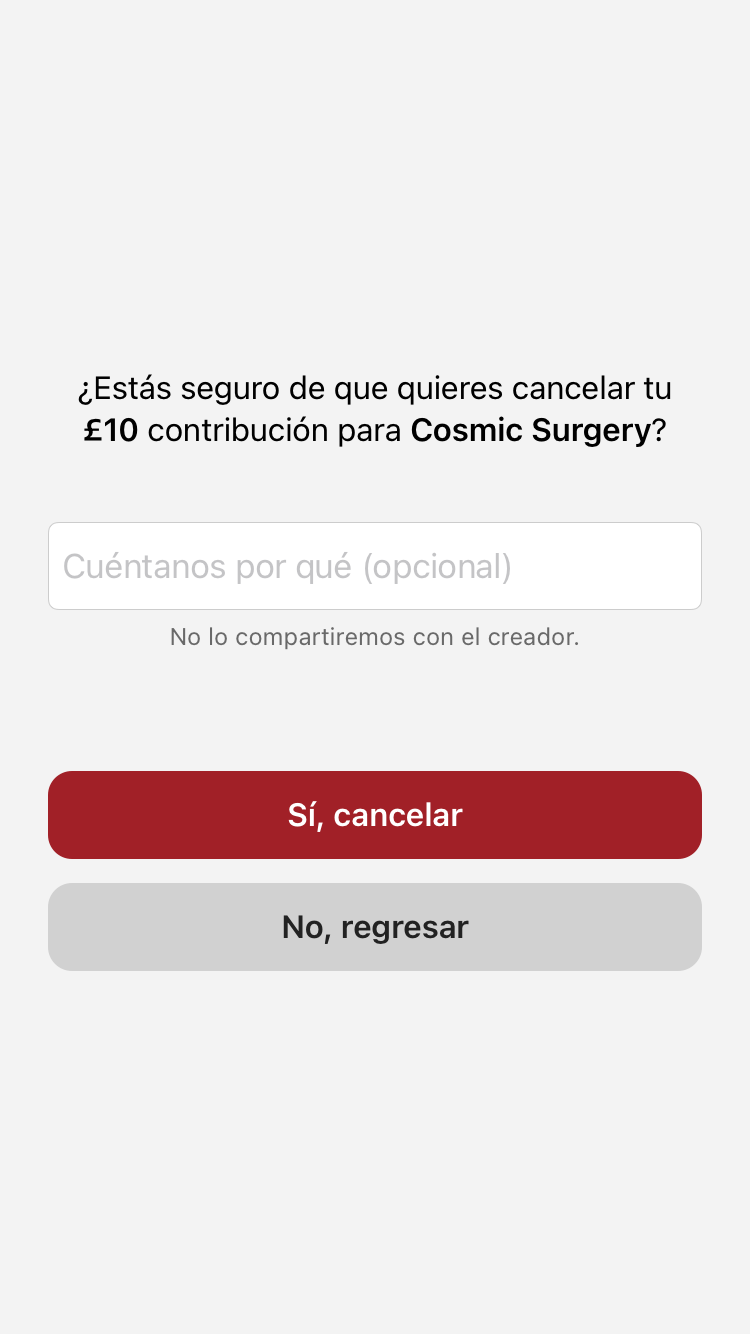 ¿Estás seguro de que quieres cancelar tu
£10 contribución para Cosmic Surgery?
Cuéntanos por qué (opcional)
No lo compartiremos con el creador.
Sí, cancelar
No, regresar